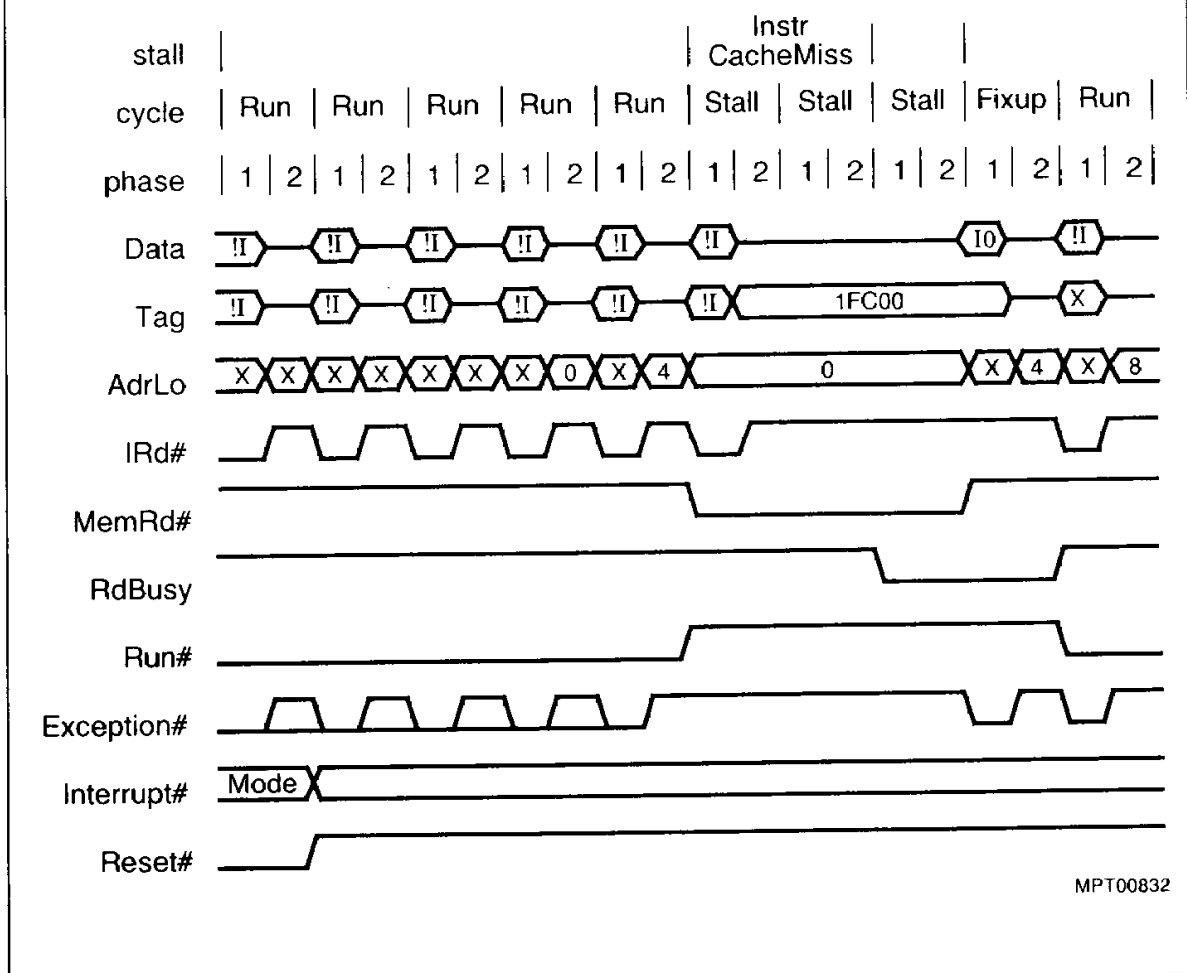 Instr
stall CacheMiss
cycle Run Run Run Run Run Stall Stall Stall Fixup Run
phase 1 2 1 2 1 2 1 2 1 2 1 2 1 2 1 2 1 2 1 2
Data !I !I !I !I !I !I I0 !I
Tag !I !I !I !I !I !I 1FC00 X
AdrLo X X X X X X X 0 X 4 0 X 4 X 8
IRd#
MemRd#
RdBusy
Run#
Exception#
Interrupt# Mode
Reset#
MPT00832